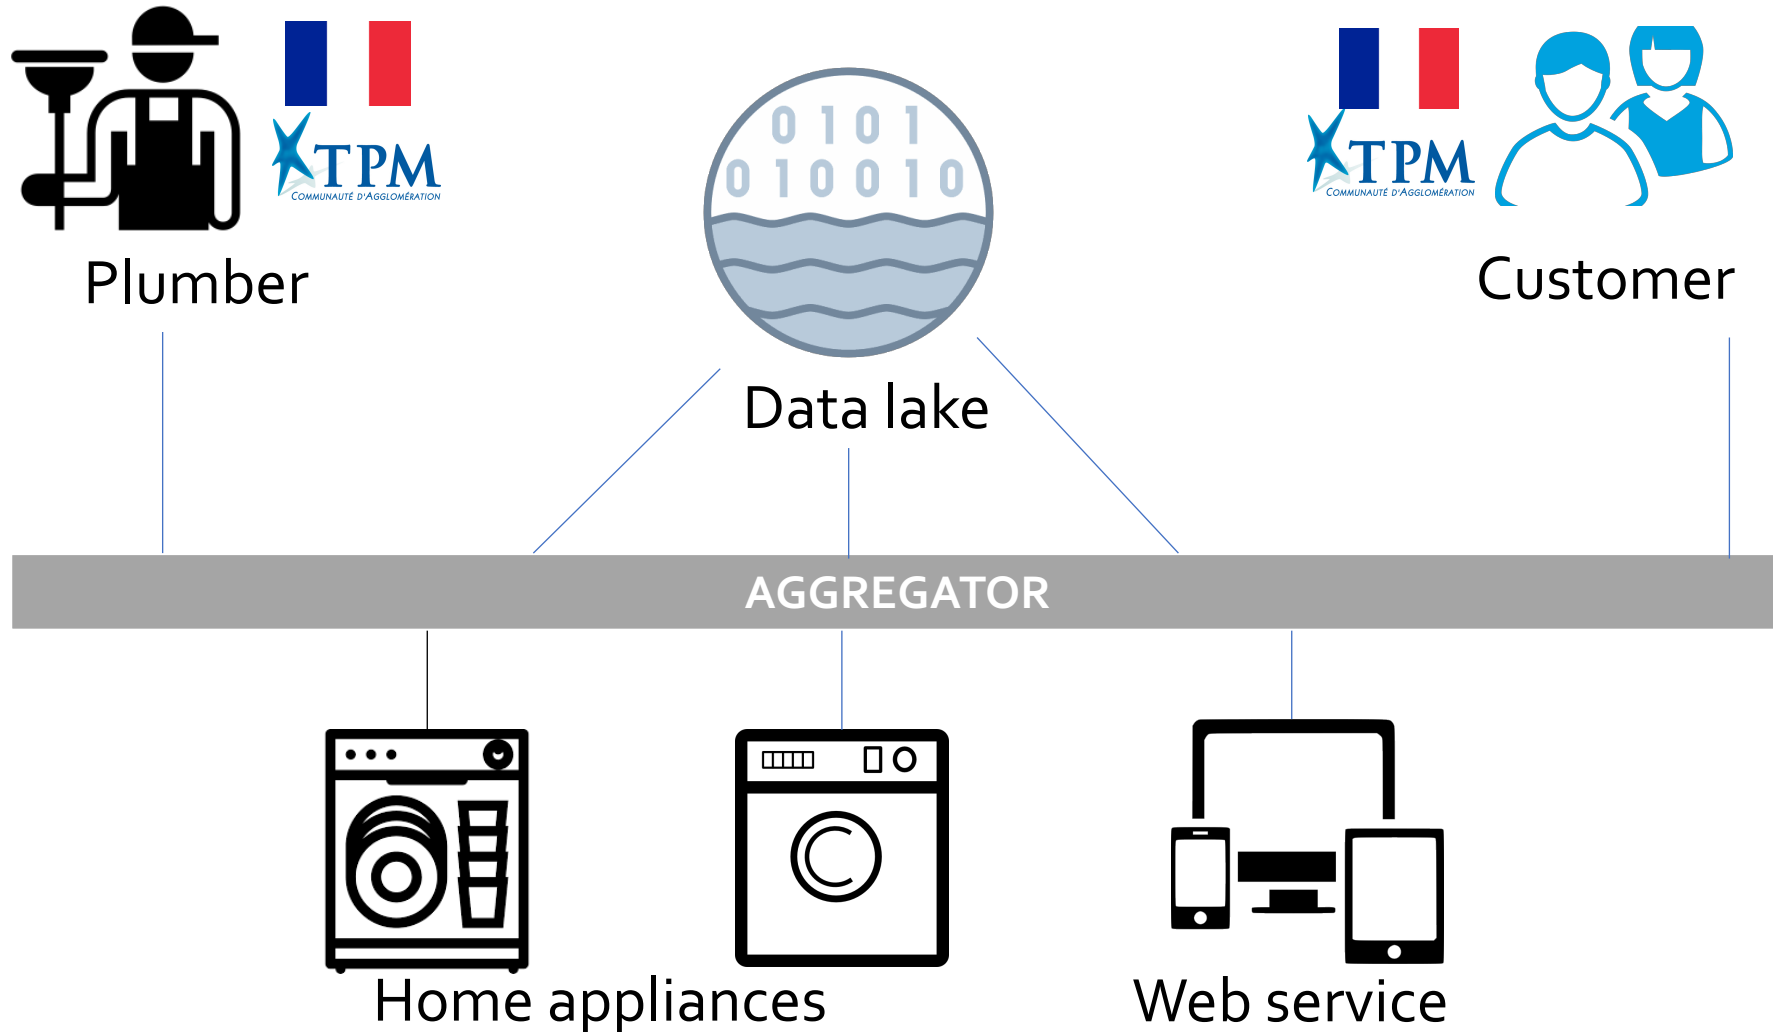 TPM
COMMUNAUTÉ D'AGGLOMÉRATION
0101
010010
TPM
COMMUNAUTÉ D'AGGLOMÉRATION
Plumber
Customer
Data lake
AGGREGATOR
Home appliances
Web service